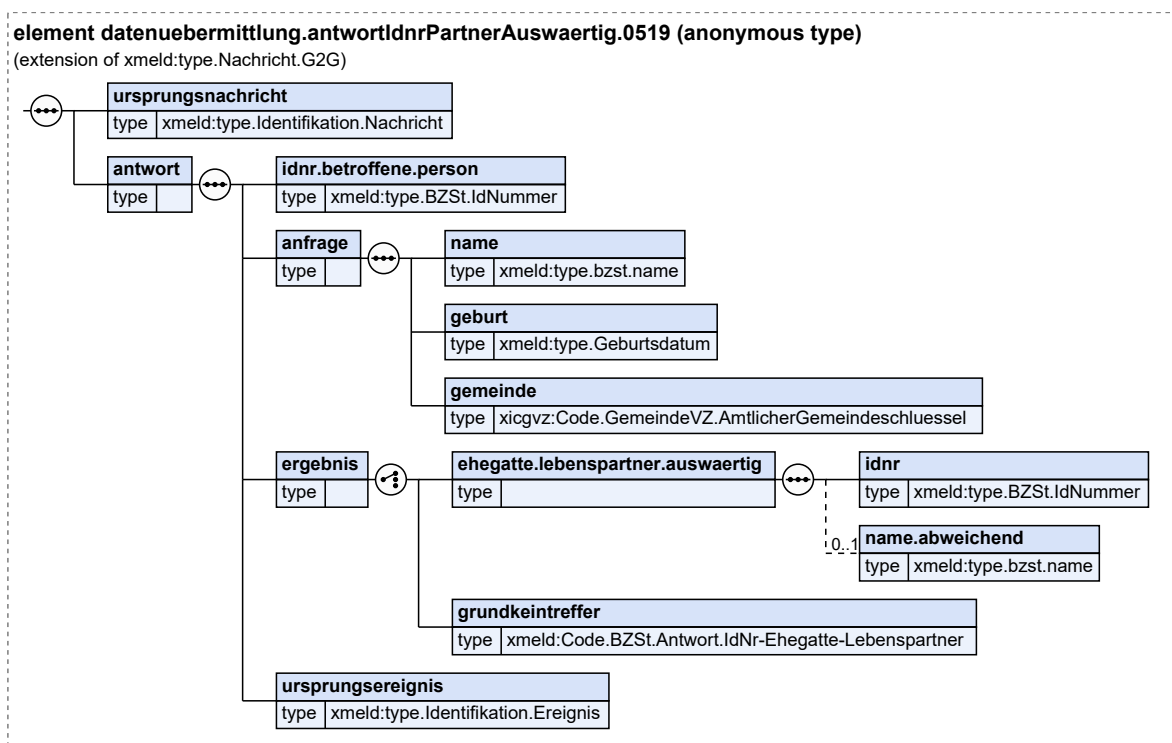 element datenuebermittlung.antwortIdnrPartnerAuswaertig.0519 (anonymous type)
(extension of xmeld:type.Nachricht.G2G)
ursprungsnachricht
type xmeld:type.Identifikation.Nachricht
antwort
type
idnr.betroffene.person
type xmeld:type.BZSt.IdNummer
anfrage
type
name
type xmeld:type.bzst.name
geburt
type xmeld:type.Geburtsdatum
gemeinde
type xicgvz:Code.GemeindeVZ.AmtlicherGemeindeschluessel
ergebnis
type
ehegatte.lebenspartner.auswaertig
type
idnr
type xmeld:type.BZSt.IdNummer
0..1
name.abweichend
type xmeld:type.bzst.name
grundkeintreffer
type xmeld:Code.BZSt.Antwort.IdNr-Ehegatte-Lebenspartner
ursprungsereignis
type xmeld:type.Identifikation.Ereignis